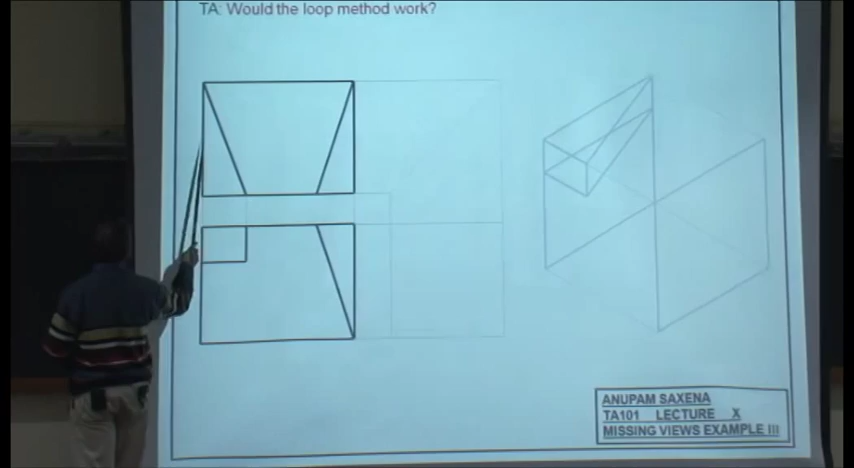 TA: Would the loop method work?
ANUPAM SAXENA
TA101 LECTURE X
MISSING VIEWS EXAMPLE III